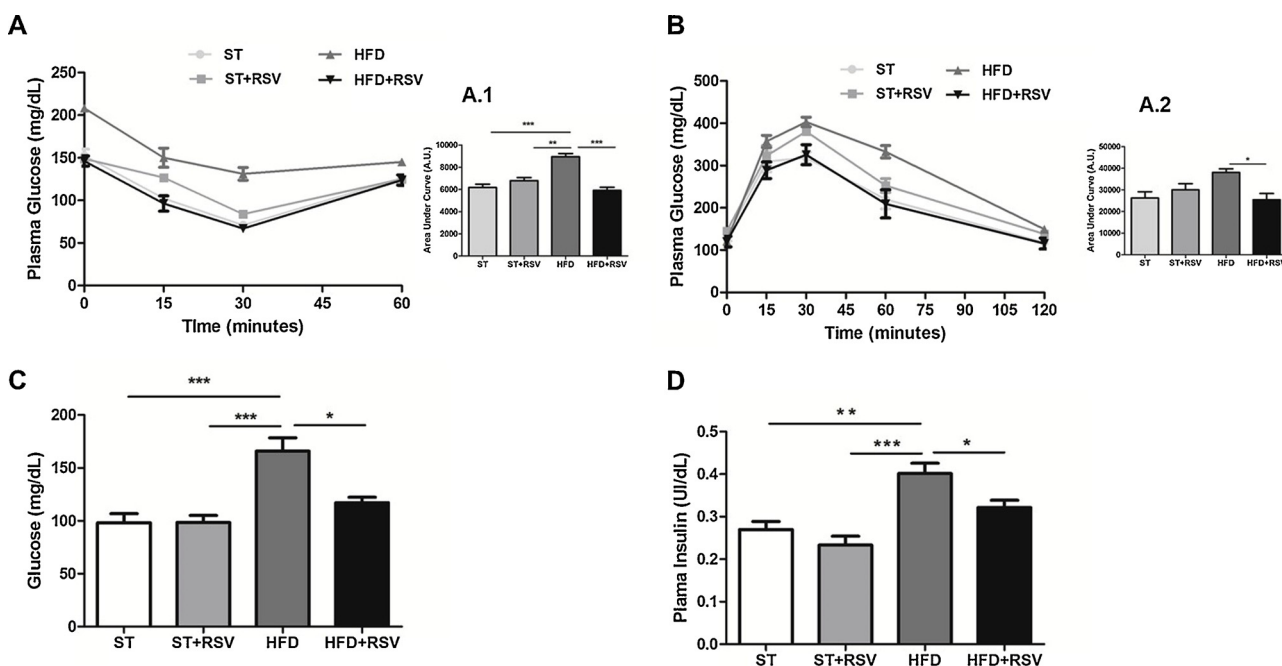 A
ST
HFD
ST+RSV
HFD+RSV
250
200
150
100
50
0
Plasma Glucose (mg/dL)
0 15 30 45 60
TIme (minutes)
A.1
***
** ***
10000
8000
6000
4000
2000
0
Area Under Curve (A.U.)
ST ST+RSV HFD HFD+RSV
B
ST
HFD
ST+RSV
HFD+RSV
500
400
300
200
100
0
Plasma Glucose (mg/dL)
0 15 30 45 60 75 90 105 120
Time (minutes)
A.2
*
50000
40000
30000
20000
10000
0
Area Under Curve (A.U.)
ST ST+RSV HFD HFD+RSV
C
***
*** *
200
150
100
50
0
Glucose (mg/dL)
ST ST+RSV HFD HFD+RSV
D
**
*** *
0.5
0.4
0.3
0.2
0.1
0.0
Plama Insulin (UI/dL)
ST ST+RSV HFD HFD+RSV